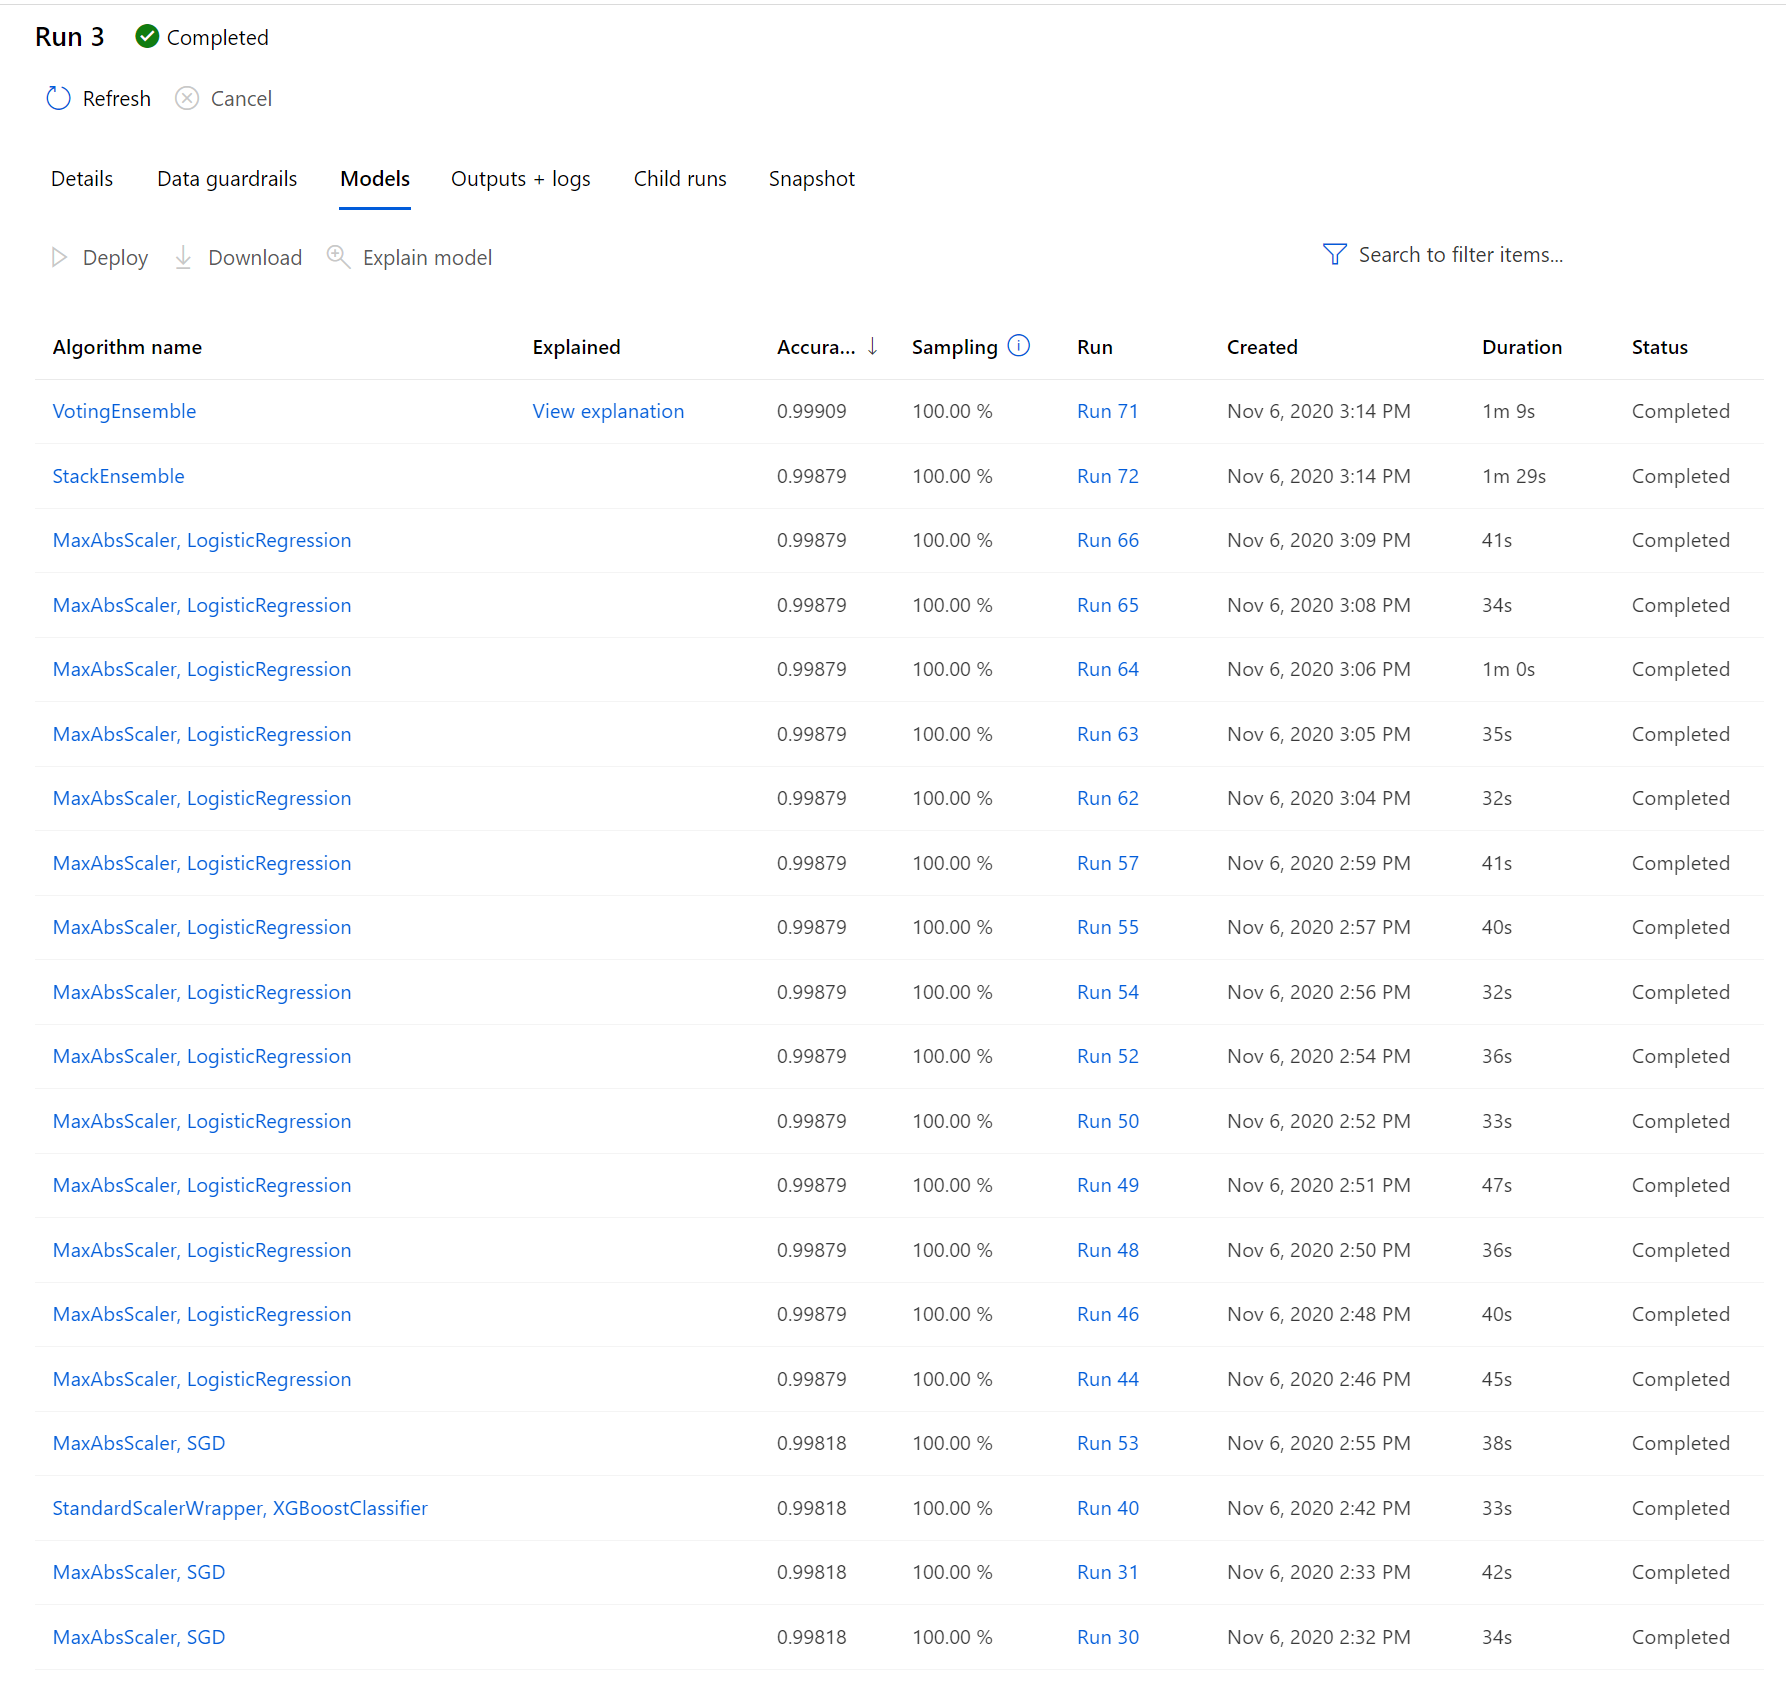 Run 3 Completed
Refresh Cancel
Details Data guardrails Models Outputs + logs Child runs Snapshot
Deploy Download Explain model Search to filter items...
Algorithm name Explained Accura... ↓ Sampling Run Created Duration Status
VotingEnsemble View explanation 0.99909 100.00 % Run 71 Nov 6, 2020 3:14 PM 1m 9s Completed
StackEnsemble 0.99879 100.00 % Run 72 Nov 6, 2020 3:14 PM 1m 29s Completed
MaxAbsScaler, LogisticRegression 0.99879 100.00 % Run 66 Nov 6, 2020 3:09 PM 41s Completed
MaxAbsScaler, LogisticRegression 0.99879 100.00 % Run 65 Nov 6, 2020 3:08 PM 34s Completed
MaxAbsScaler, LogisticRegression 0.99879 100.00 % Run 64 Nov 6, 2020 3:06 PM 1m 0s Completed
MaxAbsScaler, LogisticRegression 0.99879 100.00 % Run 63 Nov 6, 2020 3:05 PM 35s Completed
MaxAbsScaler, LogisticRegression 0.99879 100.00 % Run 62 Nov 6, 2020 3:04 PM 32s Completed
MaxAbsScaler, LogisticRegression 0.99879 100.00 % Run 57 Nov 6, 2020 2:59 PM 41s Completed
MaxAbsScaler, LogisticRegression 0.99879 100.00 % Run 55 Nov 6, 2020 2:57 PM 40s Completed
MaxAbsScaler, LogisticRegression 0.99879 100.00 % Run 54 Nov 6, 2020 2:56 PM 32s Completed
MaxAbsScaler, LogisticRegression 0.99879 100.00 % Run 52 Nov 6, 2020 2:54 PM 36s Completed
MaxAbsScaler, LogisticRegression 0.99879 100.00 % Run 50 Nov 6, 2020 2:52 PM 33s Completed
MaxAbsScaler, LogisticRegression 0.99879 100.00 % Run 49 Nov 6, 2020 2:51 PM 47s Completed
MaxAbsScaler, LogisticRegression 0.99879 100.00 % Run 48 Nov 6, 2020 2:50 PM 36s Completed
MaxAbsScaler, LogisticRegression 0.99879 100.00 % Run 46 Nov 6, 2020 2:48 PM 40s Completed
MaxAbsScaler, LogisticRegression 0.99879 100.00 % Run 44 Nov 6, 2020 2:46 PM 45s Completed
MaxAbsScaler, SGD 0.99818 100.00 % Run 53 Nov 6, 2020 2:55 PM 38s Completed
StandardScalerWrapper, XGBoostClassifier 0.99818 100.00 % Run 40 Nov 6, 2020 2:42 PM 33s Completed
MaxAbsScaler, SGD 0.99818 100.00 % Run 31 Nov 6, 2020 2:33 PM 42s Completed
MaxAbsScaler, SGD 0.99818 100.00 % Run 30 Nov 6, 2020 2:32 PM 34s Completed